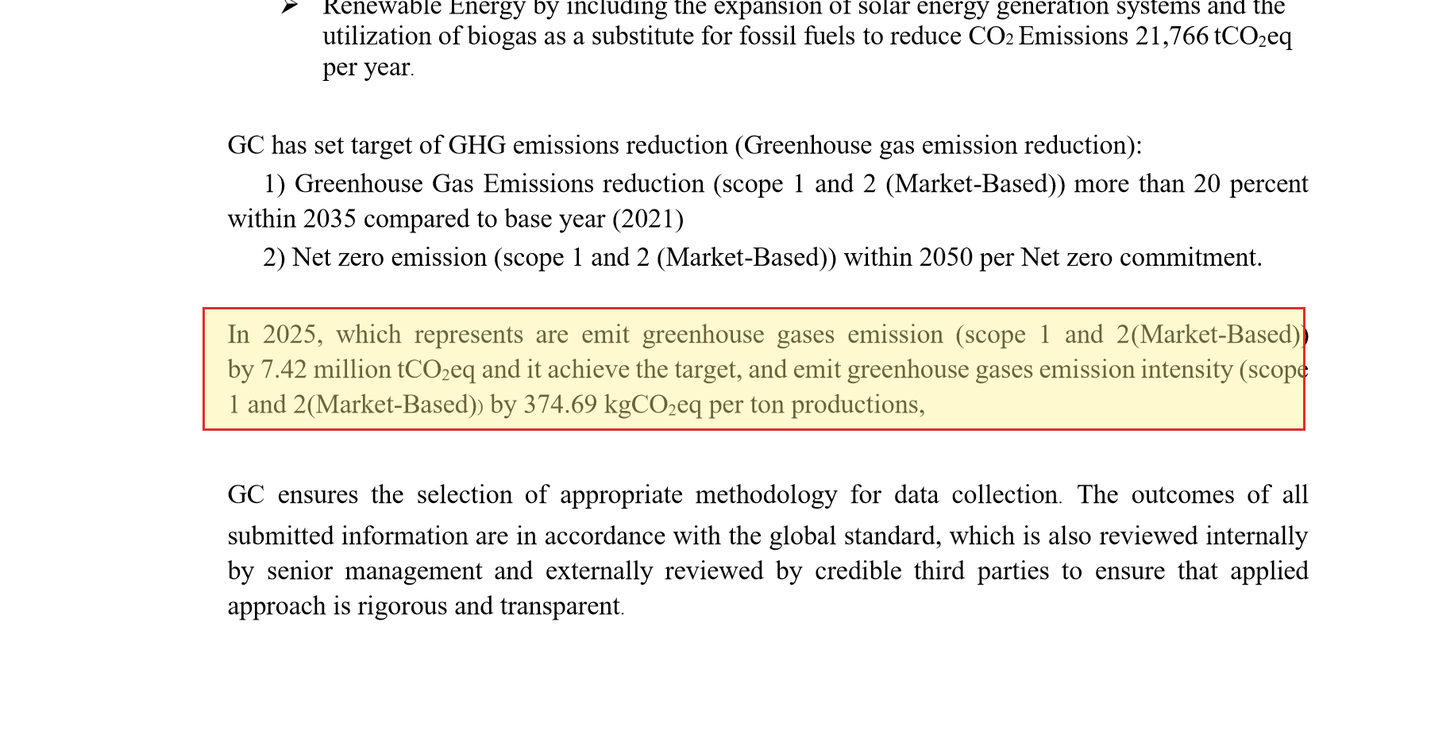 ➤ Renewable Energy by including the expansion of solar energy generation systems and the
utilization of biogas as a substitute for fossil fuels to reduce CO₂ Emissions 21,766 tCO₂eq
per year.
GC has set target of GHG emissions reduction (Greenhouse gas emission reduction):
1) Greenhouse Gas Emissions reduction (scope 1 and 2 (Market-Based)) more than 20 percent
within 2035 compared to base year (2021)
2) Net zero emission (scope 1 and 2 (Market-Based)) within 2050 per Net zero commitment.
In 2025, which represents are emit greenhouse gases emission (scope 1 and 2(Market-Based))
by 7.42 million tCO₂eq and it achieve the target, and emit greenhouse gases emission intensity (scope
1 and 2(Market-Based)) by 374.69 kgCO₂eq per ton productions,
GC ensures the selection of appropriate methodology for data collection. The outcomes of all
submitted information are in accordance with the global standard, which is also reviewed internally
by senior management and externally reviewed by credible third parties to ensure that applied
approach is rigorous and transparent.